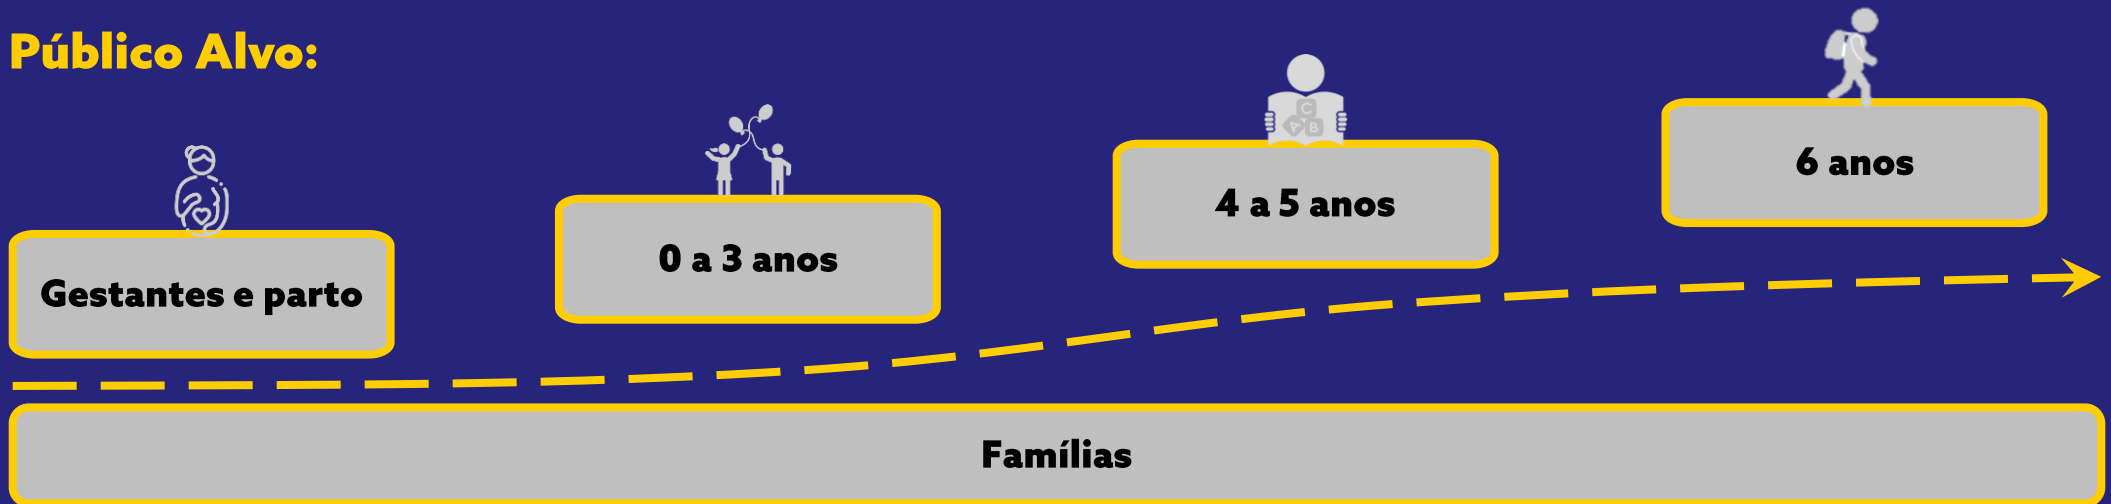 Público Alvo:
Gestantes e parto
0 a 3 anos
C
A B
4 a 5 anos
6 anos
Famílias